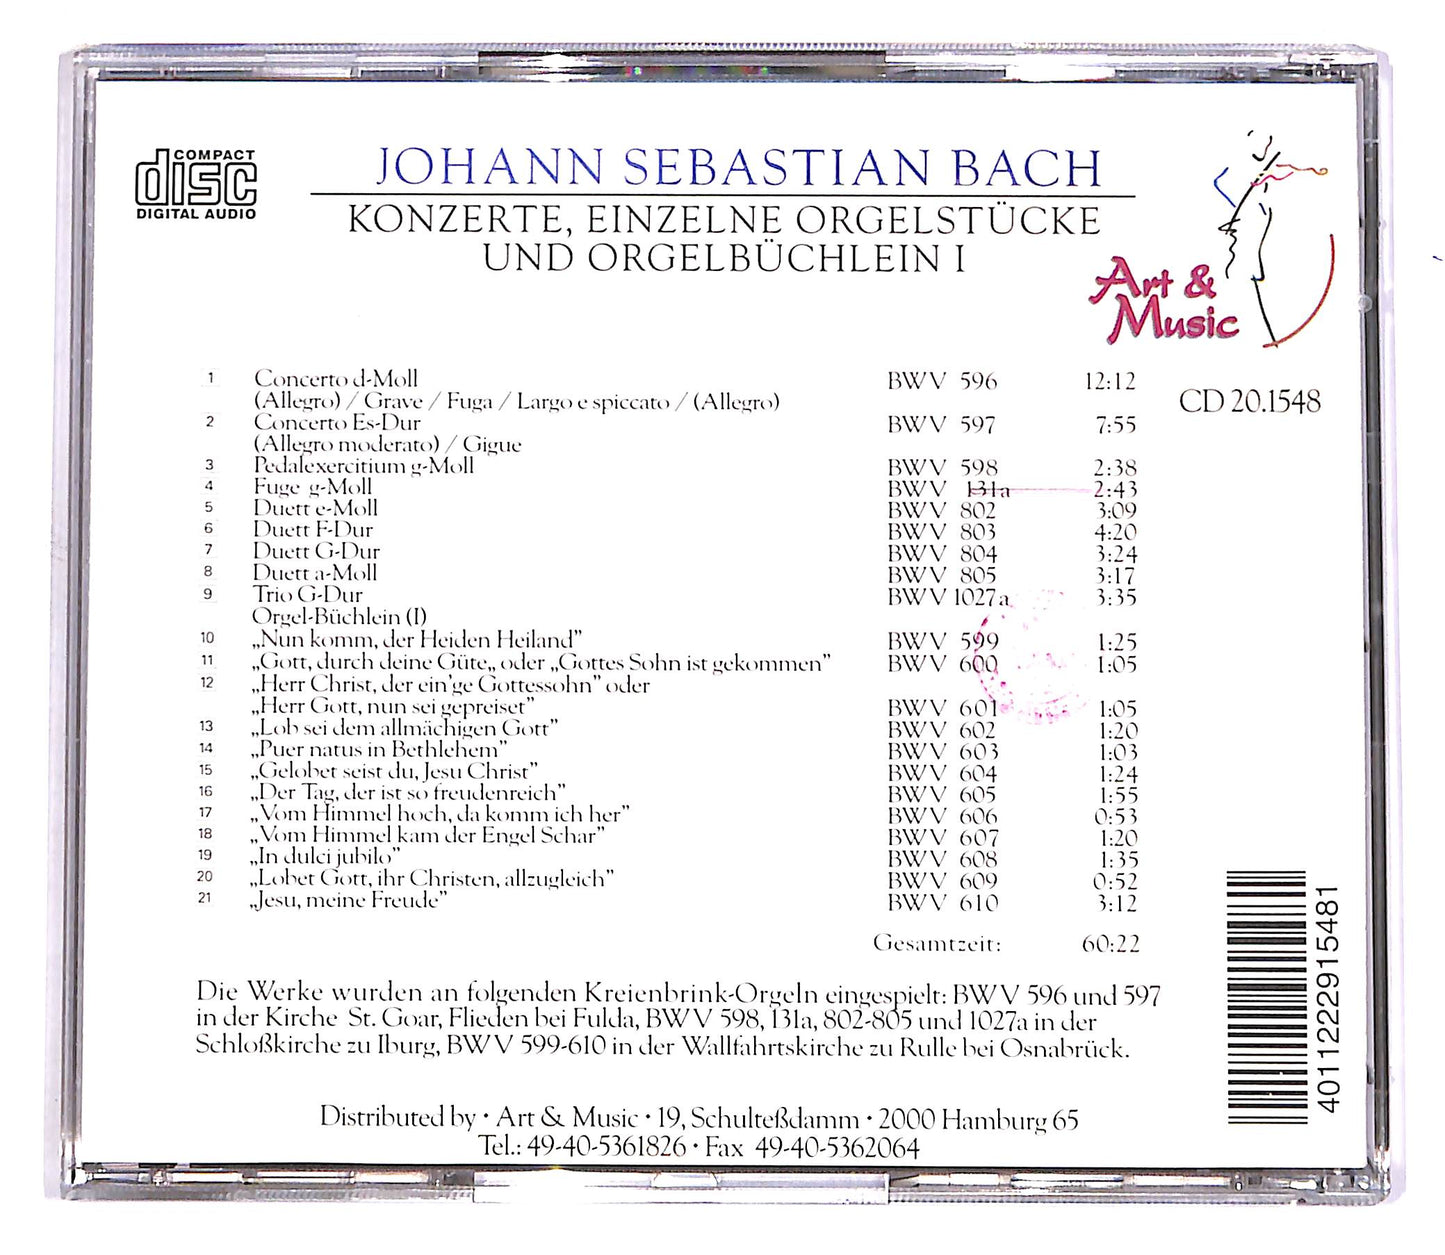 COMPACT
disc
DIGITAL AUDIO
JOHANN SEBASTIAN BACH
KONZERTE, EINZELNE ORGELSTÜCKE
UND ORGELBÜCHLEIN I
Art &
Music
CD 20.1548
1 Concerto d-Moll BWV 596 12:12
(Allegro) / Grave / Fuga / Largo e spiccato / (Allegro)
2 Concerto Es-Dur BWV 597 7:55
(Allegro moderato) / Gigue
3 Pedalexercitium g-Moll BWV 598 2:38
4 Fuge g-Moll BWV 131a 2:43
5 Duett e-Moll BWV 802 3:09
6 Duett F-Dur BWV 803 4:20
7 Duett G-Dur BWV 804 3:24
8 Duett a-Moll BWV 805 3:17
9 Trio G-Dur BWV 1027a 3:35
Orgel-Büchlein (I)
10 „Nun komm, der Heiden Heiland” BWV 599 1:25
11 „Gott, durch deine Güte„ oder „Gottes Sohn ist gekommen” BWV 600 1:05
12 „Herr Christ, der ein'ge Gottessohn” oder
„Herr Gott, nun sei gepreiset” BWV 601 1:05
13 „Lob sei dem allmächigen Gott” BWV 602 1:20
14 „Puer natus in Bethlehem” BWV 603 1:03
15 „Gelobet seist du, Jesu Christ” BWV 604 1:24
16 „Der Tag, der ist so freudenreich” BWV 605 1:55
17 „Vom Himmel hoch, da komm ich her” BWV 606 0:53
18 „Vom Himmel kam der Engel Schar” BWV 607 1:20
19 „In dulci jubilo” BWV 608 1:35
20 „Lobet Gott, ihr Christen, allzugleich” BWV 609 0:52
21 „Jesu, meine Freude” BWV 610 3:12
Gesamtzeit: 60:22
Die Werke wurden an folgenden Kreienbrink-Orgeln eingespielt: BWV 596 und 597
in der Kirche St. Goar, Flieden bei Fulda, BWV 598, 131a, 802-805 und 1027a in der
Schloßkirche zu Iburg, BWV 599-610 in der Wallfahrtskirche zu Rulle bei Osnabrück.
Distributed by · Art & Music · 19, Schulteßdamm · 2000 Hamburg 65
Tel.: 49-40-5361826 · Fax 49-40-5362064
4011222915481